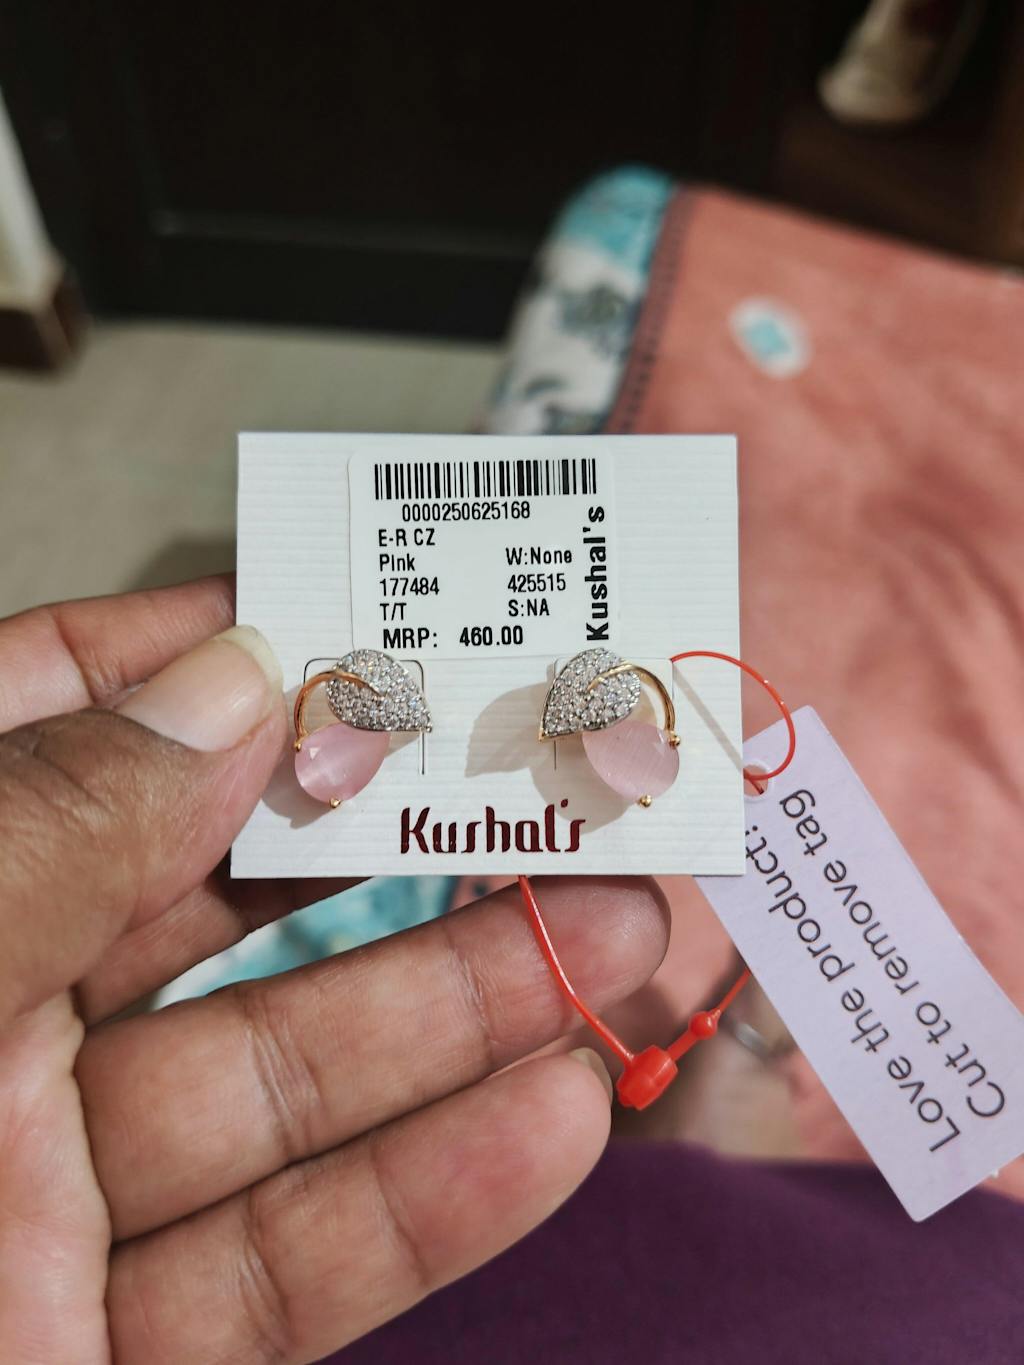 0000250625168
E-R CZ
Pink
W:None
177484
425515
T/T
S:NA
MRP: 460.00
Kushal's
Kushal's
Love the product?
Cut to remove tag